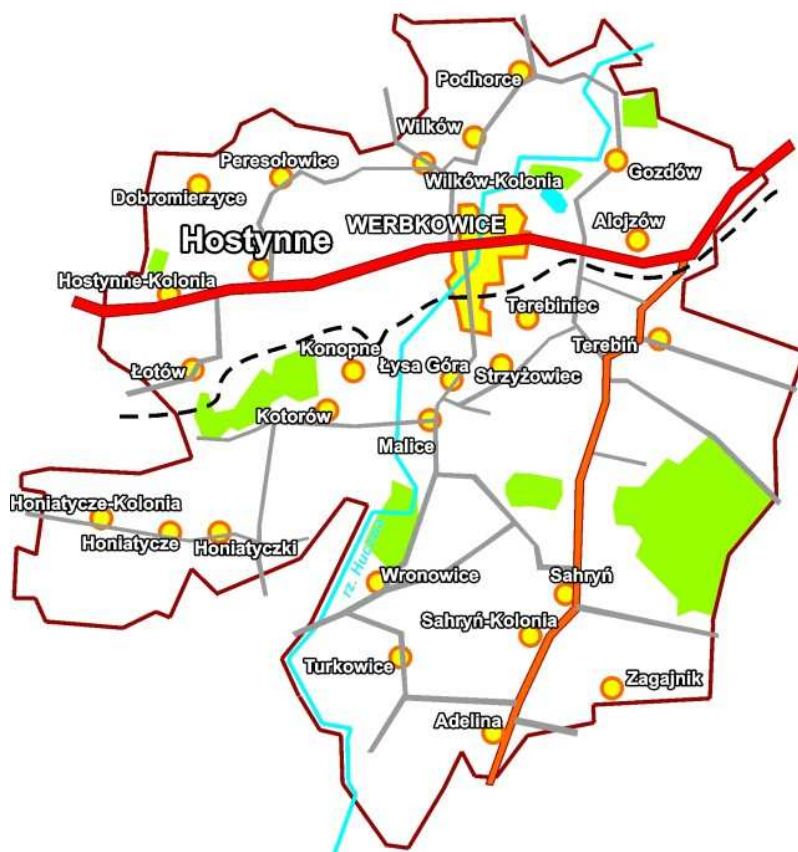 Podhorce
Wilków
Peresołowice
Wilków-Kolonia
Gozdów
Dobromierzyce
WERBKOWICE
Alojzów
Hostynne
Hostynne-Kolonia
Terebiniec
Terebiń
Konopne
Łysa Góra
Strzyżowiec
Łotów
Kotorów
Malice
Honiatycze-Kolonia
Honiatycze
Honiatyczki
rz. Huczwa
Wronowice
Sahryń
Sahryń-Kolonia
Turkowice
Zagajnik
Adelina